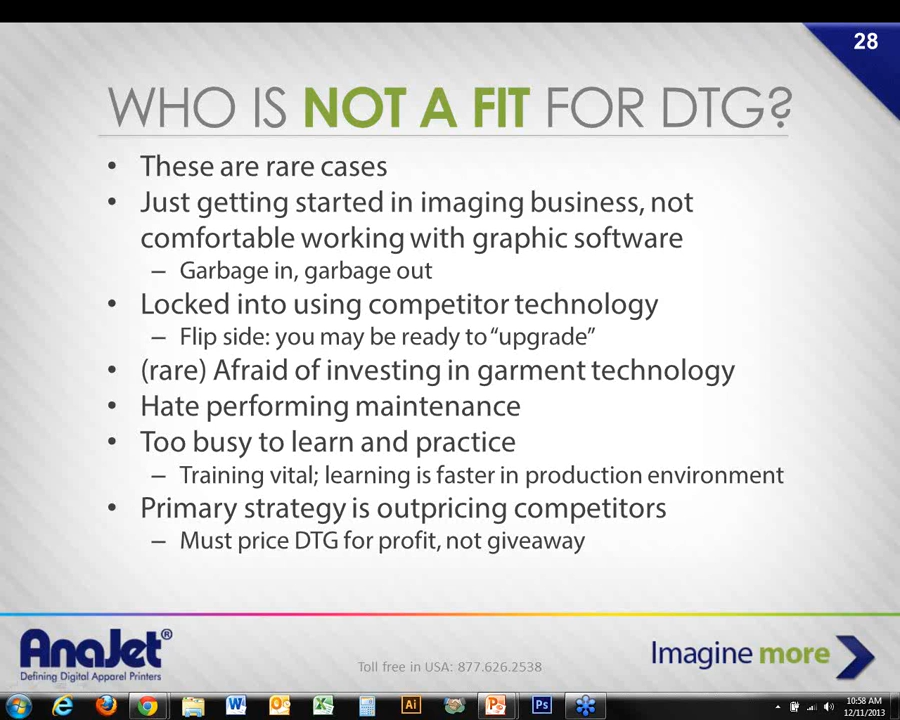 28
WHO IS NOT A FIT FOR DTG?
• These are rare cases
• Just getting started in imaging business, not
comfortable working with graphic software
– Garbage in, garbage out
• Locked into using competitor technology
– Flip side: you may be ready to “upgrade”
• (rare) Afraid of investing in garment technology
• Hate performing maintenance
• Too busy to learn and practice
– Training vital; learning is faster in production environment
• Primary strategy is outpricing competitors
– Must price DTG for profit, not giveaway
AnaJet®
Defining Digital Apparel Printers
Toll free in USA: 877.626.2538
Imagine more
Ai
Ps
10:58 AM
12/11/2013